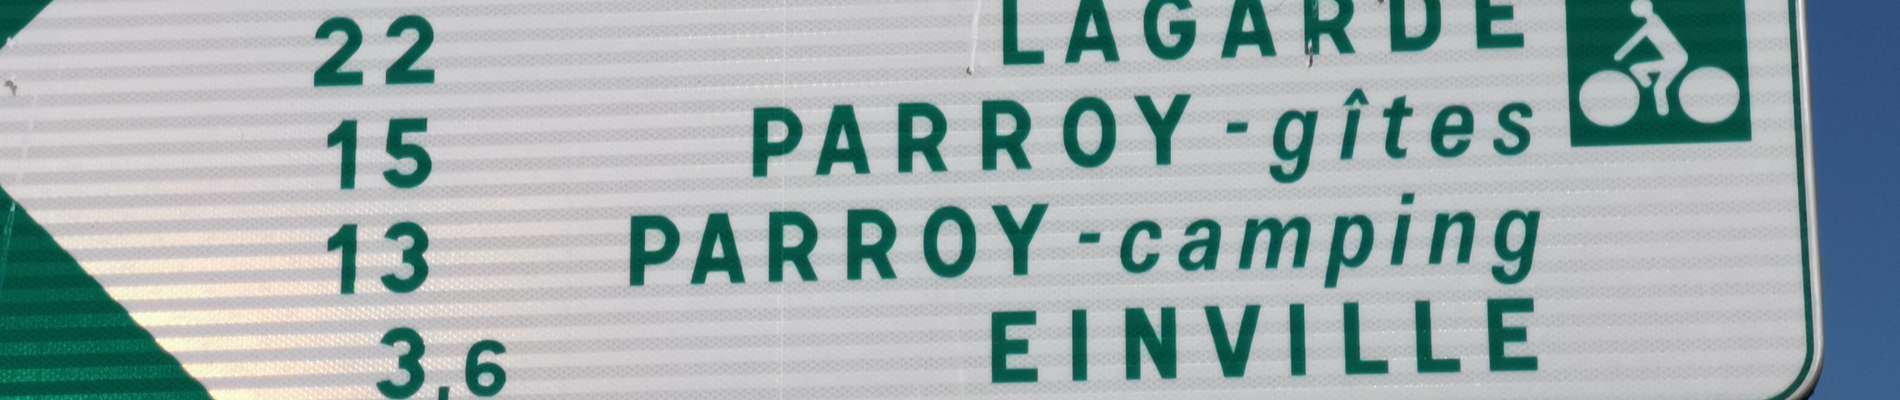 22 LAGARDE
15 PARROY-gîtes
13 PARROY-camping
3,6 EINVILLE